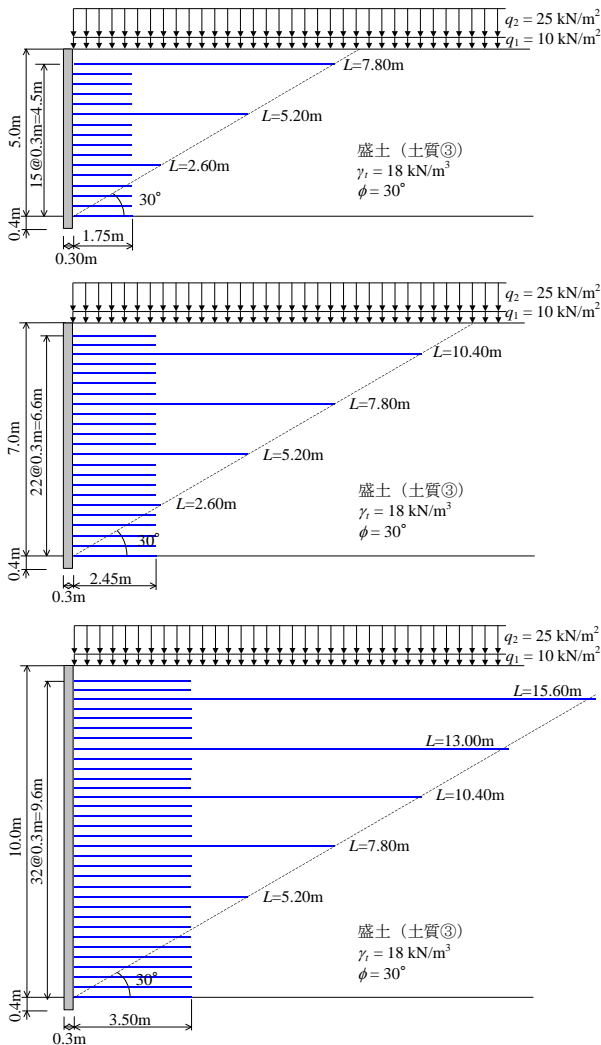 q₂ = 25 kN/m²
q₁ = 10 kN/m²
L=7.80m
5.0m
15@0.3m=4.5m
L=5.20m
盛土（土質③）
γt = 18 kN/m³
ϕ = 30°
L=2.60m
30°
0.4m
1.75m
0.30m
q₂ = 25 kN/m²
q₁ = 10 kN/m²
L=10.40m
7.0m
22@0.3m=6.6m
L=7.80m
L=5.20m
盛土（土質③）
γt = 18 kN/m³
ϕ = 30°
L=2.60m
30°
0.4m
2.45m
0.3m
q₂ = 25 kN/m²
q₁ = 10 kN/m²
L=15.60m
L=13.00m
10.0m
32@0.3m=9.6m
L=10.40m
L=7.80m
L=5.20m
盛土（土質③）
γt = 18 kN/m³
ϕ = 30°
30°
0.4m
3.50m
0.3m